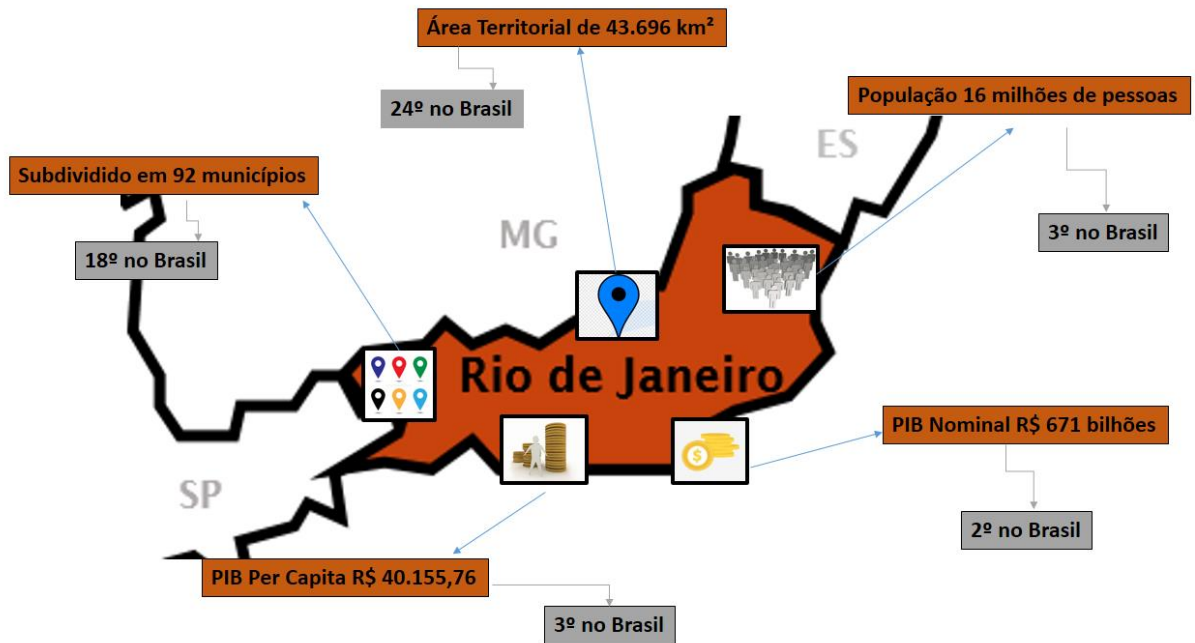 Área Territorial de 43.696 km²
24º no Brasil
População 16 milhões de pessoas
3º no Brasil
ES
Subdividido em 92 municípios
18º no Brasil
MG
Rio de Janeiro
PIB Nominal R$ 671 bilhões
2º no Brasil
SP
PIB Per Capita R$ 40.155,76
3º no Brasil